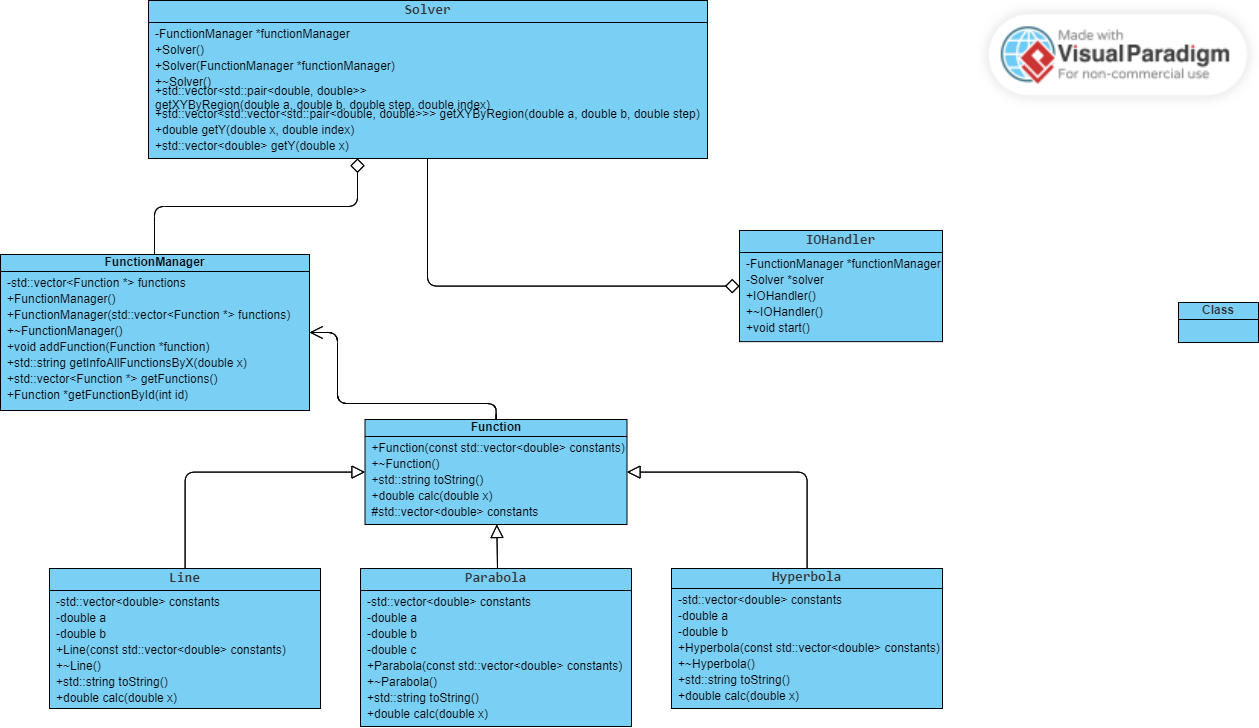 Solver
-FunctionManager *functionManager
+Solver()
+Solver(FunctionManager *functionManager)
+~Solver()
+std::vector<std::pair<double, double>>
getXYByRegion(double a, double b, double step, double index)
+std::vector<std::vector<std::pair<double, double>>> getXYByRegion(double a, double b, double step)
+double getY(double x, double index)
+std::vector<double> getY(double x)
Made with
Visual Paradigm
For non-commercial use
IOHandler
-FunctionManager *functionManager
-Solver *solver
+IOHandler()
+~IOHandler()
+void start()
FunctionManager
-std::vector<Function *> functions
+FunctionManager()
+FunctionManager(std::vector<Function *> functions)
+~FunctionManager()
+void addFunction(Function *function)
+std::string getInfoAllFunctionsByX(double x)
+std::vector<Function *> getFunctions()
+Function *getFunctionById(int id)
Class
Function
+Function(const std::vector<double> constants)
+~Function()
+std::string toString()
+double calc(double x)
#std::vector<double> constants
Line
-std::vector<double> constants
-double a
-double b
+Line(const std::vector<double> constants)
+~Line()
+std::string toString()
+double calc(double x)
Parabola
-std::vector<double> constants
-double a
-double b
-double c
+Parabola(const std::vector<double> constants)
+~Parabola()
+std::string toString()
+double calc(double x)
Hyperbola
-std::vector<double> constants
-double a
-double b
+Hyperbola(const std::vector<double> constants)
+~Hyperbola()
+std::string toString()
+double calc(double x)